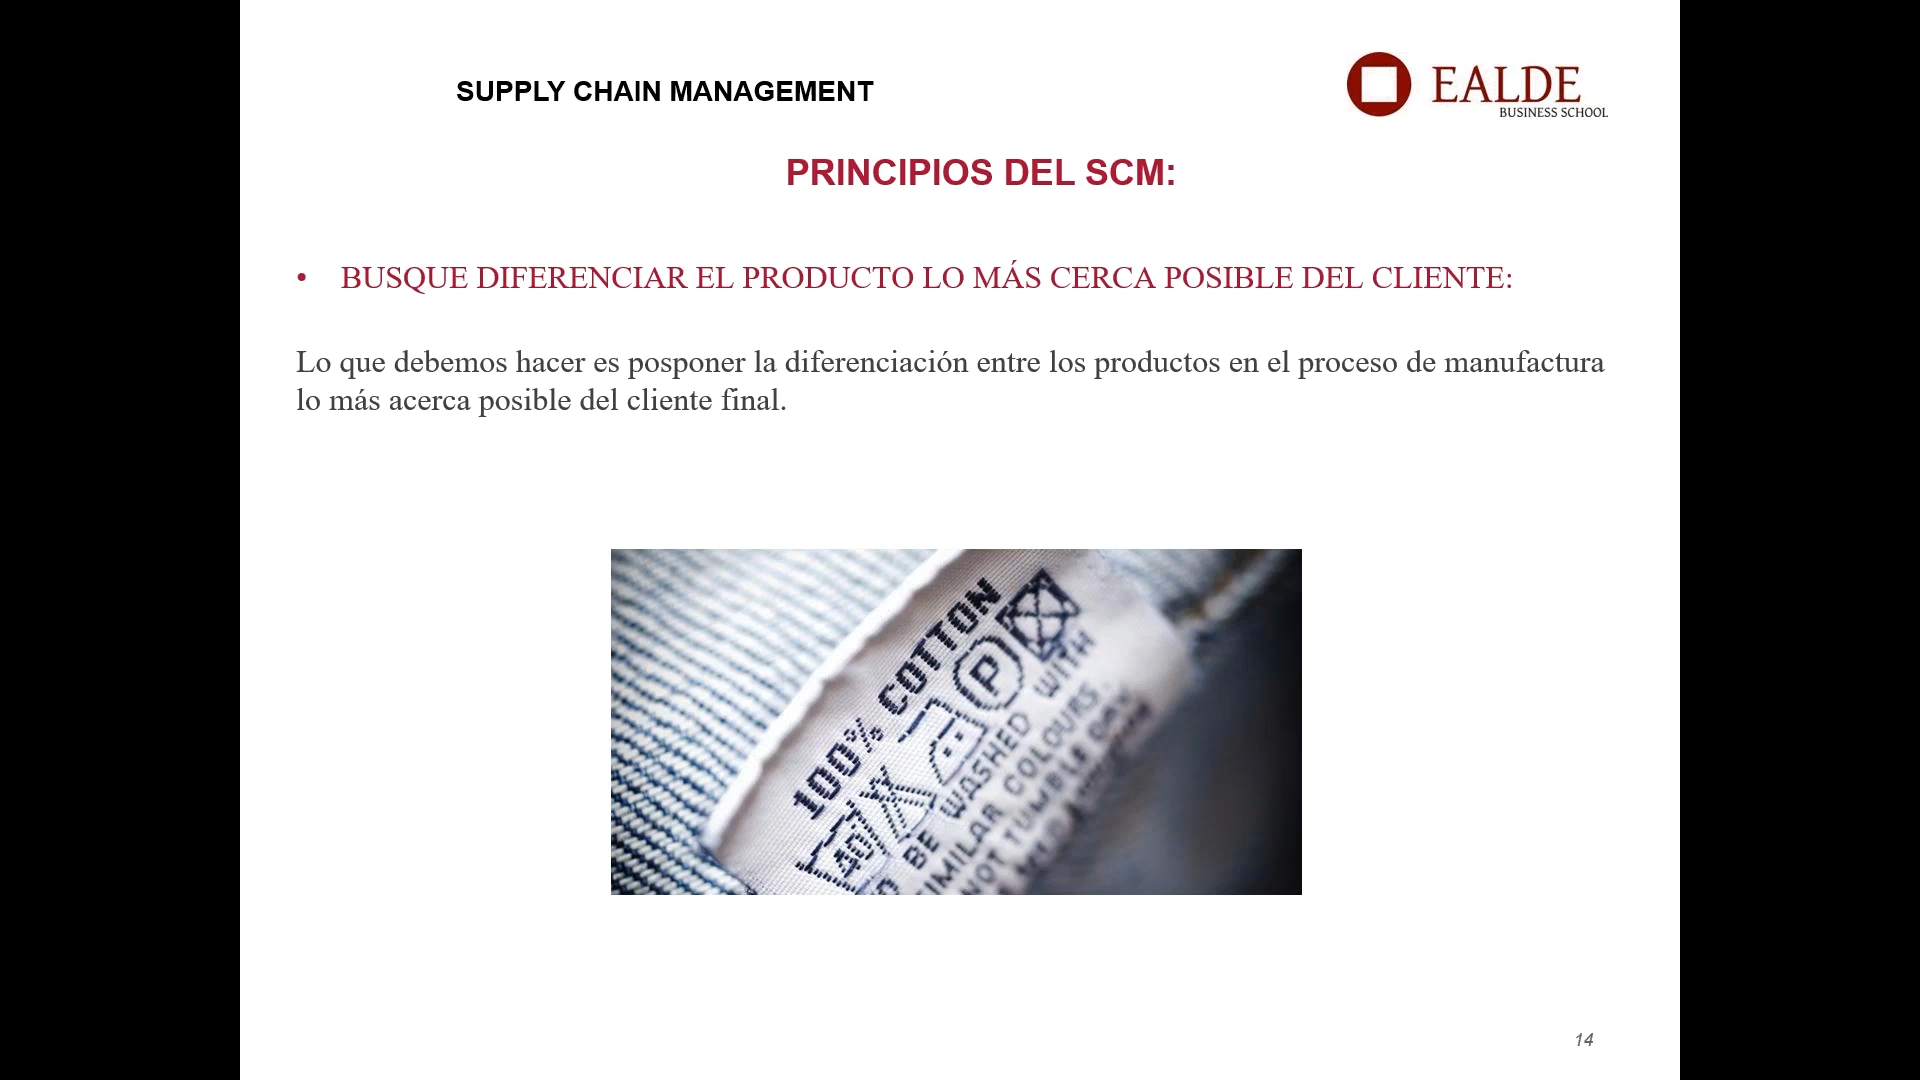 SUPPLY CHAIN MANAGEMENT
EALDE
BUSINESS SCHOOL
PRINCIPIOS DEL SCM:
• BUSQUE DIFERENCIAR EL PRODUCTO LO MÁS CERCA POSIBLE DEL CLIENTE:
Lo que debemos hacer es posponer la diferenciación entre los productos en el proceso de manufactura
lo más acerca posible del cliente final.
100% COTTON
P
40
BE WASHED WITH
SIMILAR COLOURS.
NOT TUMBLE DRY
14